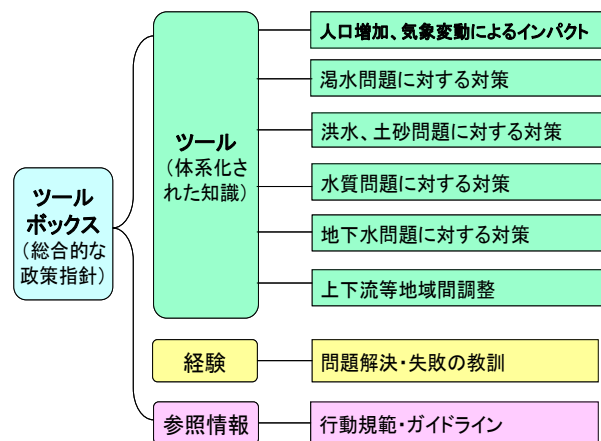 ツール
ボックス
（総合的な
政策指針）
ツール
（体系化さ
れた知識）
人口増加、気象変動によるインパクト
渇水問題に対する対策
洪水、土砂問題に対する対策
水質問題に対する対策
地下水問題に対する対策
上下流等地域間調整
経験
問題解決・失敗の教訓
参照情報
行動規範・ガイドライン